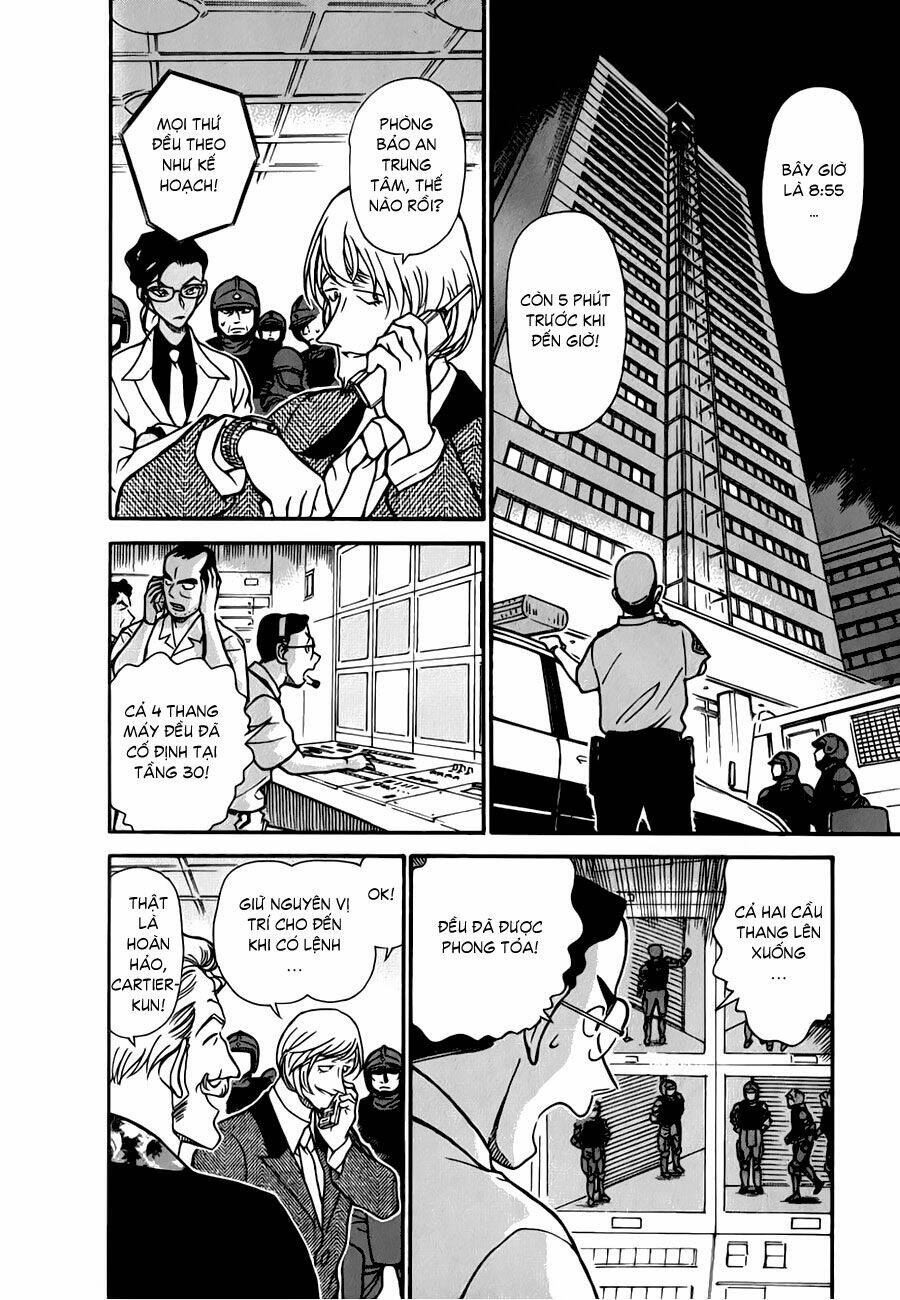 BÂY GIỜ
LÀ 8:55
...
CÒN 5 PHÚT
TRƯỚC KHI
ĐẾN GIỜ!
PHÒNG
BẢO AN
TRUNG
TÂM, THẾ
NÀO RỒI?
MỌI THỨ
ĐỀU THEO
NHƯ KẾ
HOẠCH!
CẢ 4 THANG
MÁY ĐỀU ĐÃ
CỐ ĐỊNH TẠI
TẦNG 30!
CẢ HAI CẦU
THANG LÊN
XUỐNG
...
ĐỀU ĐÃ ĐƯỢC
PHONG TỎA!
OK!
GIỮ NGUYÊN VỊ
TRÍ CHO ĐẾN
KHI CÓ LỆNH
...
THẬT
LÀ
HOÀN
HẢO,
CARTIER-
KUN!